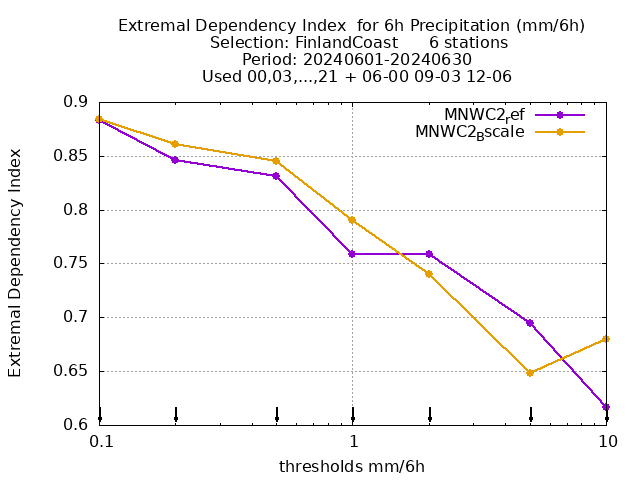 Extremal Dependency Index  for 6h Precipitation (mm/6h)
Selection: FinlandCoast      6 stations
Period: 20240601-20240630
Used 00,03,...,21 + 06-00 09-03 12-06
MNWC2ref
MNWC2Bscale
0.9
0.85
0.8
0.75
0.7
0.65
0.6
Extremal Dependency Index
0.1
1
10
thresholds mm/6h